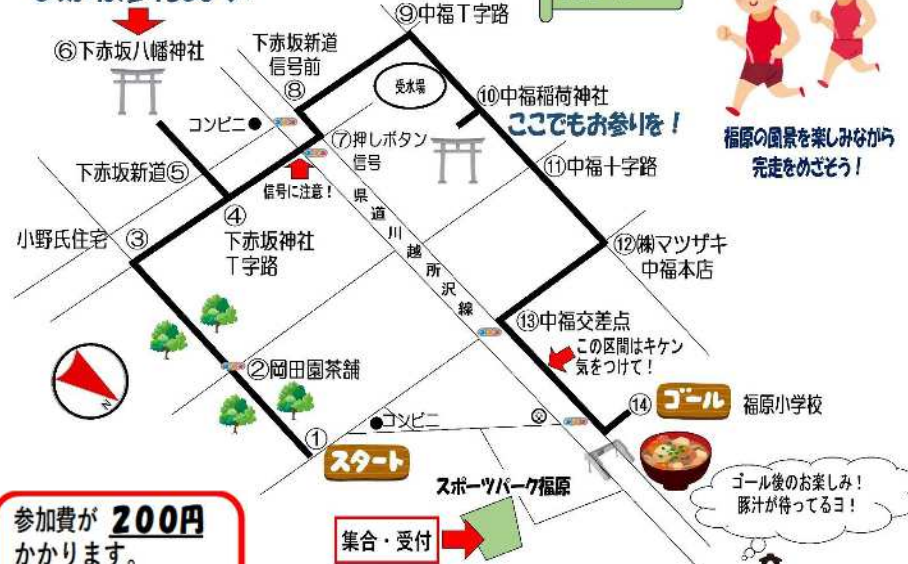 ⑨中福T字路
⑥下赤坂八幡神社
下赤坂新道
信号前
⑧
受水場
⑩中福稲荷神社
ここでもお参りを！
コンビニ
⑦押しボタン
信号
信号に注意！
福原の風景を楽しみながら
完走をめざそう！
下赤坂新道⑤
⑪中福十字路
県道川越所沢線
小野氏住宅 ③
④
下赤坂神社
T字路
⑫㈱マツザキ
中福本店
⑬中福交差点
この区間はキケン
気をつけて！
②岡田園茶舗
N
⑭ ゴール 福原小学校
①
コンビニ
スタート
スポーツパーク福原
ゴール後のお楽しみ！
豚汁が待ってるヨ！
集合・受付
参加費が 200円
かかります。